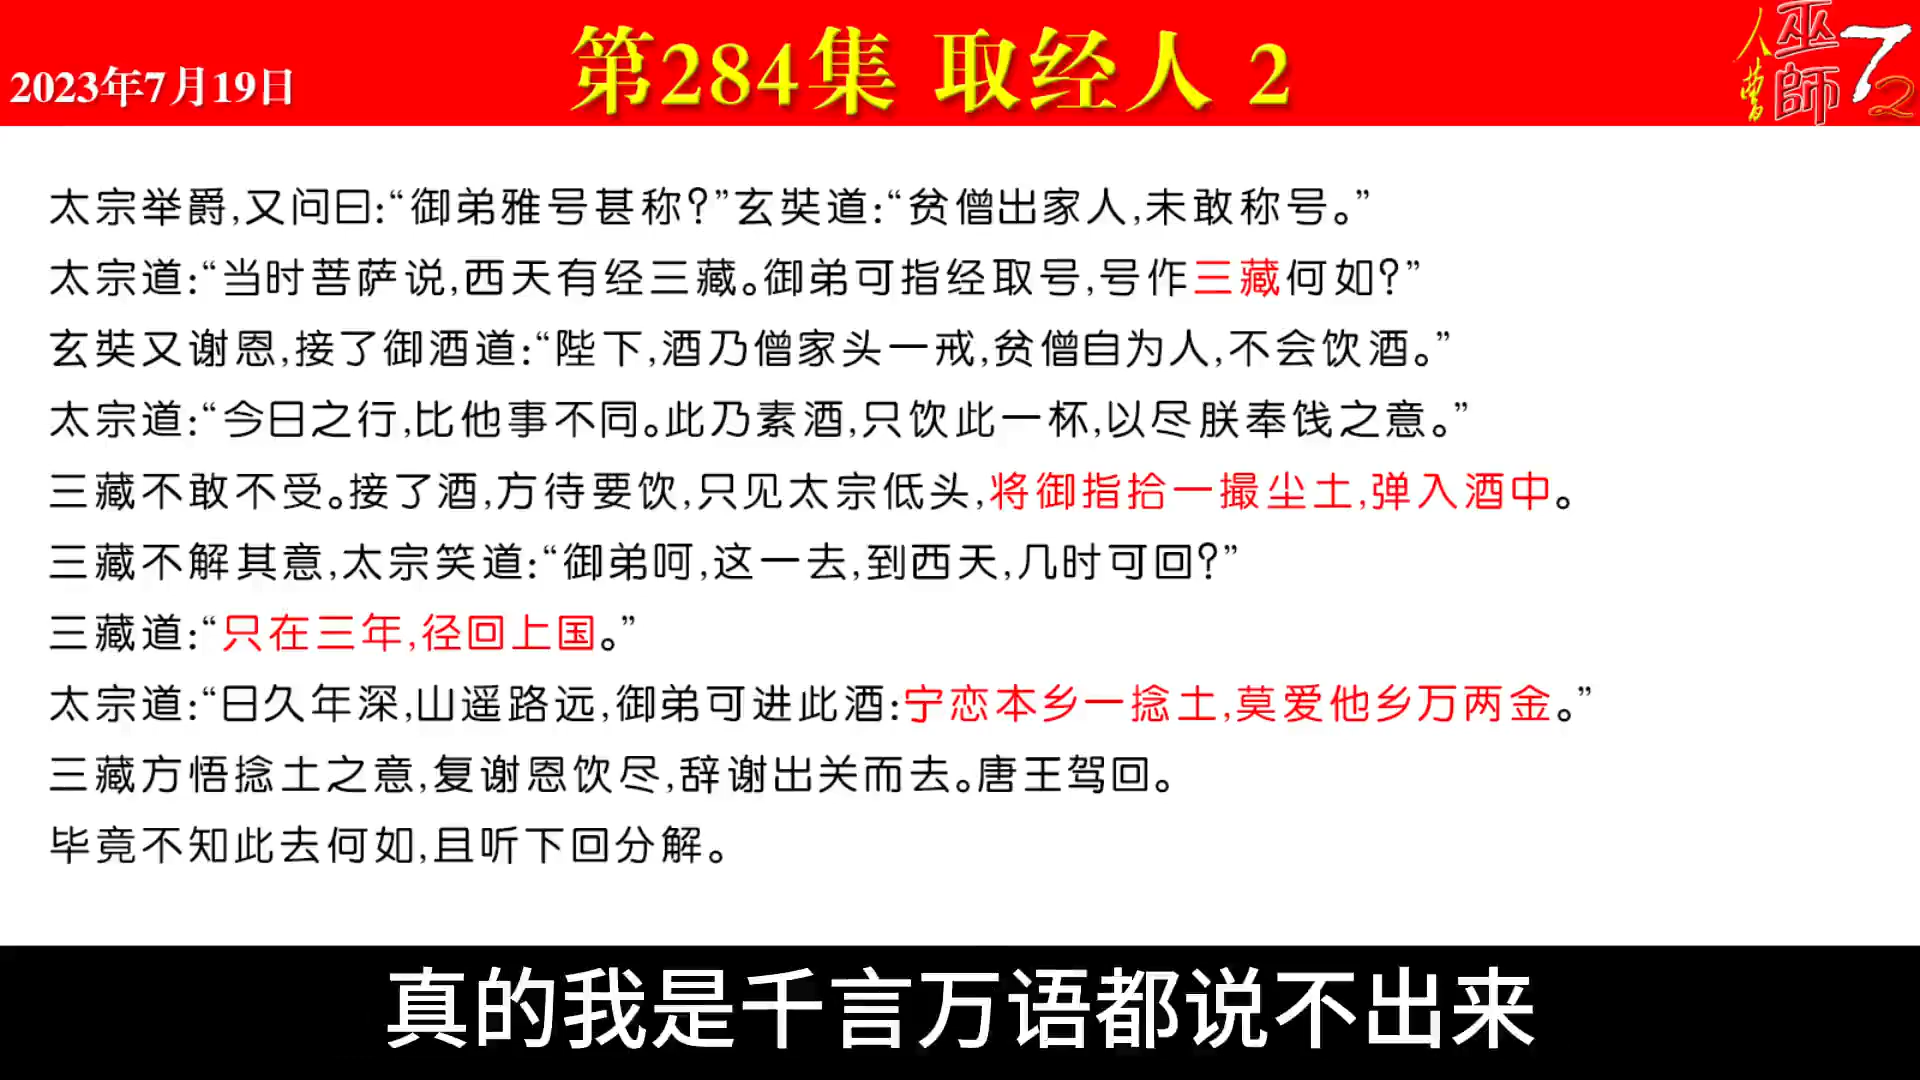 2023年7月19日
第284集 取经人 2
人曹
巫師
72
太宗举爵,又问曰:“御弟雅号甚称?”玄奘道:“贫僧出家人,未敢称号。”
太宗道:“当时菩萨说,西天有经三藏。御弟可指经取号,号作三藏何如?”
玄奘又谢恩,接了御酒道:“陛下,酒乃僧家头一戒,贫僧自为人,不会饮酒。”
太宗道:“今日之行,比他事不同。此乃素酒,只饮此一杯,以尽朕奉饯之意。”
三藏不敢不受。接了酒,方待要饮,只见太宗低头,将御指拾一撮尘土,弹入酒中。
三藏不解其意,太宗笑道:“御弟呵,这一去,到西天,几时可回?”
三藏道:“只在三年,径回上国。”
太宗道:“日久年深,山遥路远,御弟可进此酒:宁恋本乡一捻土,莫爱他乡万两金。”
三藏方悟捻土之意,复谢恩饮尽,辞谢出关而去。唐王驾回。
毕竟不知此去何如,且听下回分解。
真的我是千言万语都说不出来